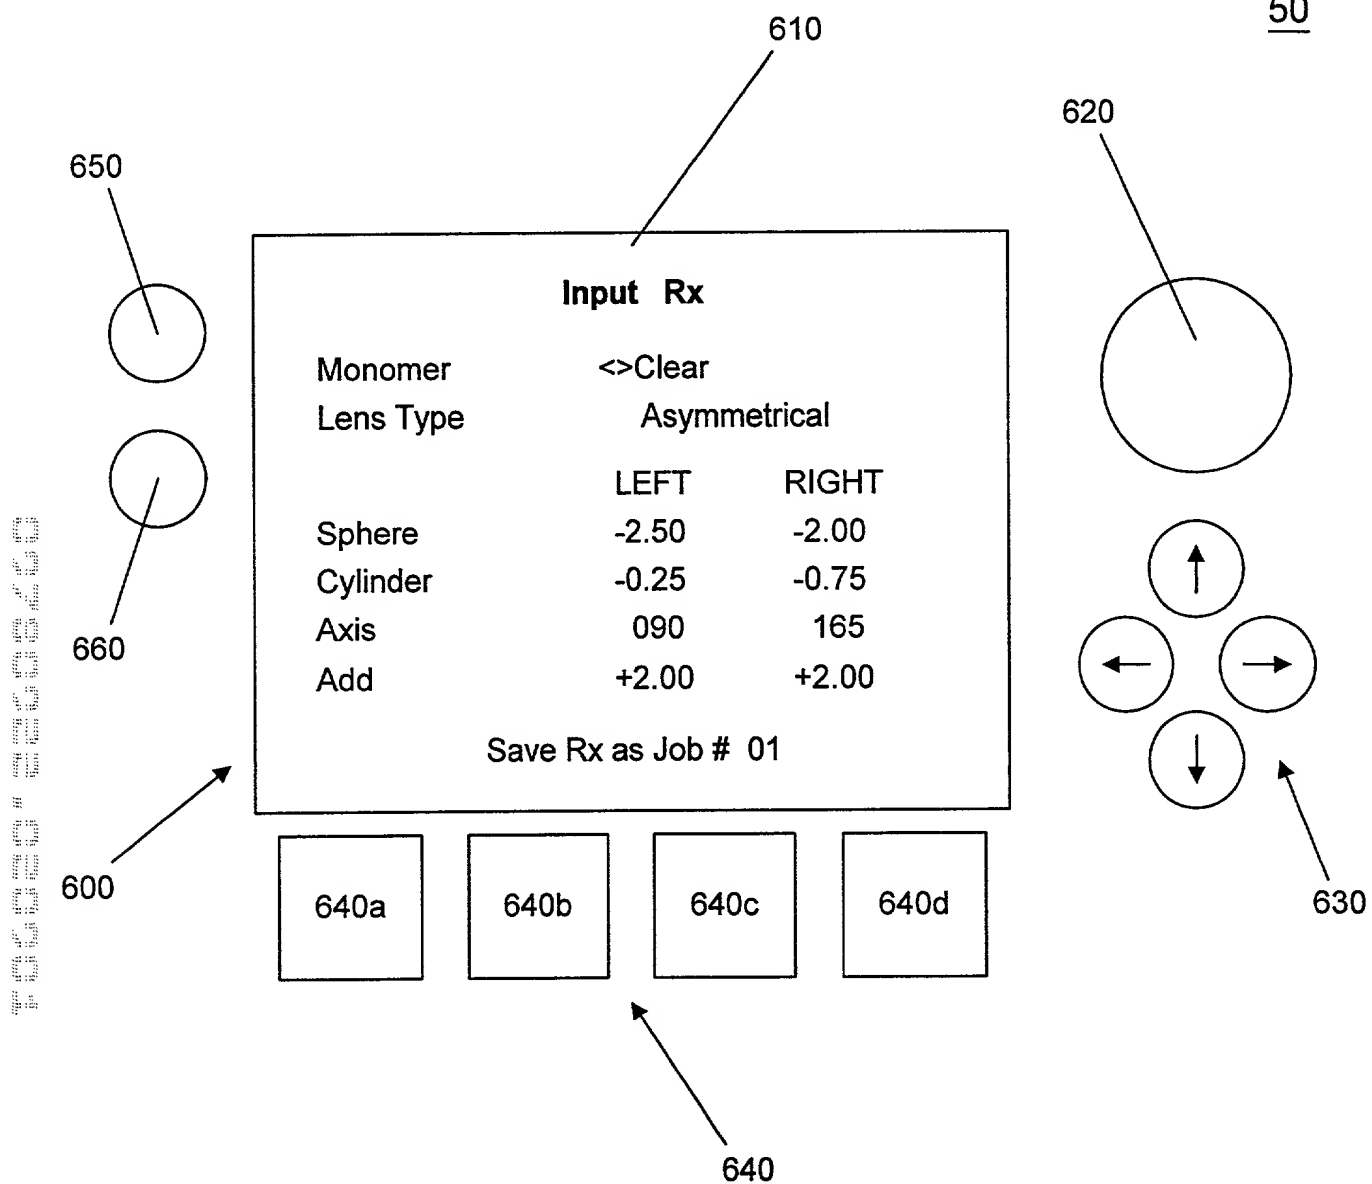 50
610
620
650
Input Rx
Monomer <>Clear
Lens Type Asymmetrical
LEFT RIGHT
Sphere -2.50 -2.00
Cylinder -0.25 -0.75
Axis 090 165
Add +2.00 +2.00
Save Rx as Job # 01
660
600
640a 640b 640c 640d
630
640